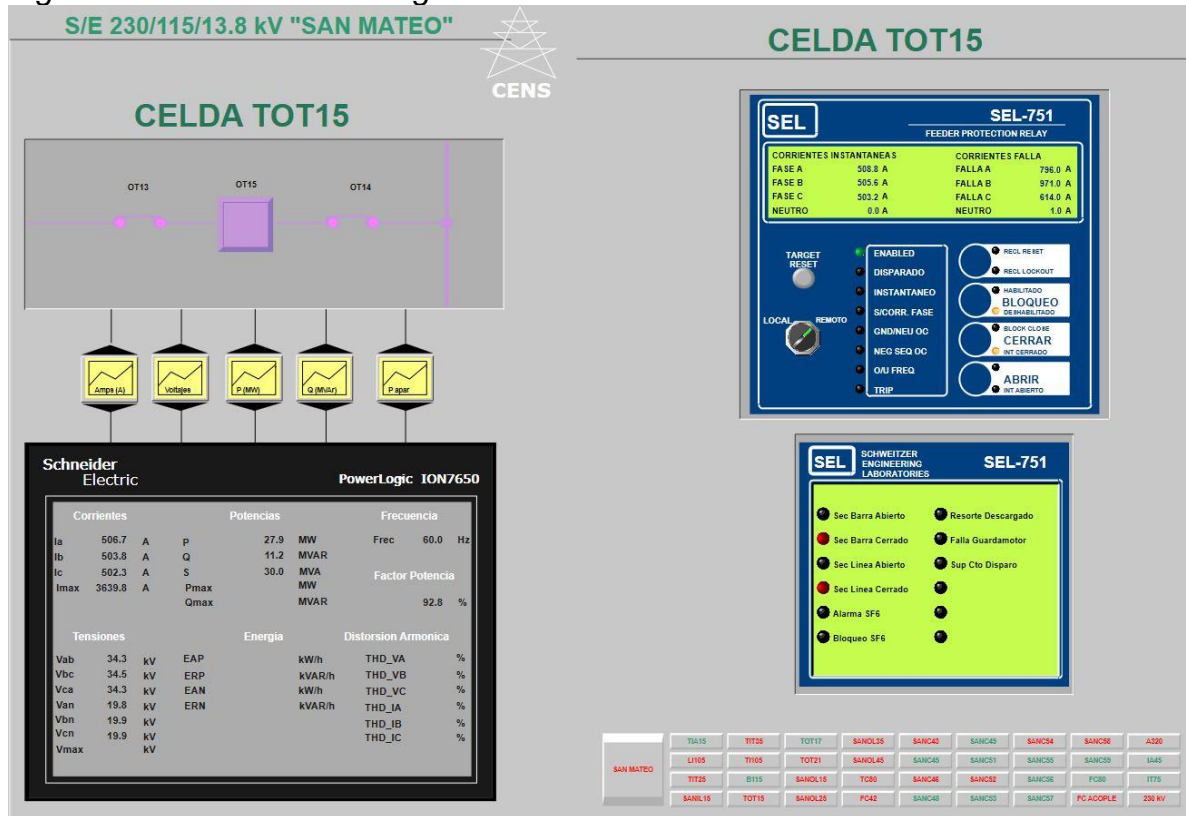 S/E 230/115/13.8 kV "SAN MATEO"
CENS
CELDA TOT15
OT13
OT15
OT14
Amps (A)
Voltajes
P (MW)
Q (MVAr)
P apar
Schneider
Electric
PowerLogic ION7650
Corrientes Potencias Frecuencia
Ia 506.7 A P 27.9 MW Frec 60.0 Hz
Ib 503.8 A Q 11.2 MVAR
Ic 502.3 A S 30.0 MVA Factor Potencia
Imax 3639.8 A Pmax MW
Qmax MVAR 92.8 %
Tensiones Energia Distorsion Armonica
Vab 34.3 kV EAP kW/h THD_VA %
Vbc 34.5 kV ERP kVAR/h THD_VB %
Vca 34.3 kV EAN kW/h THD_VC %
Van 19.8 kV ERN kVAR/h THD_IA %
Vbn 19.9 kV THD_IB %
Vcn 19.9 kV THD_IC %
Vmax kV
CELDA TOT15
SEL
SEL-751
FEEDER PROTECTION RELAY
CORRIENTES INSTANTANEAS CORRIENTES FALLA
FASE A 508.8 A FALLA A 796.0 A
FASE B 505.6 A FALLA B 971.0 A
FASE C 503.2 A FALLA C 614.0 A
NEUTRO 0.0 A NEUTRO 1.0 A
TARGET
RESET
LOCAL REMOTO
ENABLED
DISPARADO
INSTANTANEO
S/CORR. FASE
GND/NEU OC
NEG SEQ OC
O/U FREQ
TRIP
RECL RESET
RECL LOCKOUT
HABILITADO
BLOQUEO
DESHABILITADO
BLOCK CLOSE
CERRAR
INT CERRADO
ABRIR
INT ABIERTO
SEL
SCHWEITZER
ENGINEERING
LABORATORIES
SEL-751
Sec Barra Abierto Resorte Descargado
Sec Barra Cerrado Falla Guardamotor
Sec Linea Abierto Sup Cto Disparo
Sec Linea Cerrado
Alarma SF6
Bloqueo SF6
SAN MATEO
TIA15 TIT35 TOT17 SANOL35 SANC43 SANC49 SANC54 SANC58 A320
LI105 TI105 TOT21 SANOL45 SANC45 SANC51 SANC55 SANC59 IA45
TIT25 B115 SANOL15 TC80 SANC46 SANC52 SANC56 FC80 IT75
SANIL15 TOT15 SANOL25 FC42 SANC48 SANC53 SANC57 FC ACOPLE 230 kV